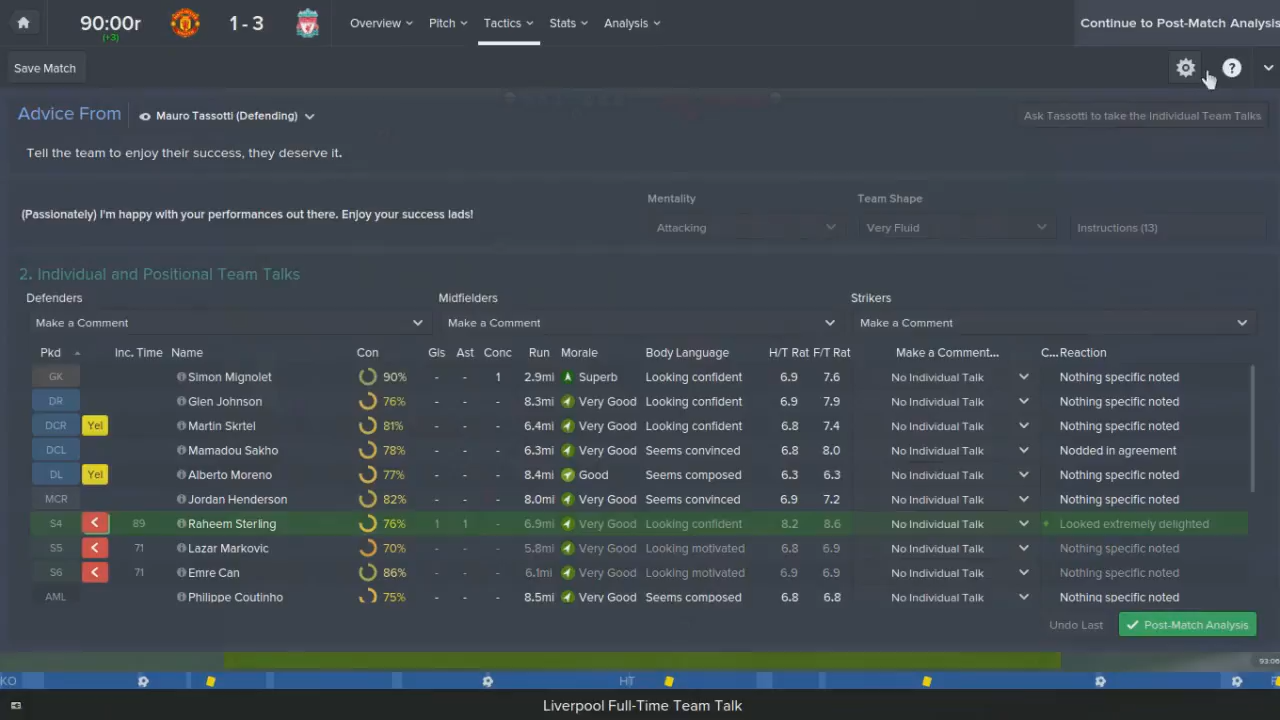 90:00r 1 - 3 Overview Pitch Tactics Stats Analysis Continue to Post-Match Analysis
(+3)
Save Match ?
Advice From Mauro Tassotti (Defending) Ask Tassotti to take the Individual Team Talks
Tell the team to enjoy their success, they deserve it.
Mentality Team Shape
(Passionately) I'm happy with your performances out there. Enjoy your success lads!
Attacking Very Fluid Instructions (13)
2. Individual and Positional Team Talks
Defenders Midfielders Strikers
Make a Comment Make a Comment Make a Comment
Pkd Inc. Time Name Con Gls Ast Conc Run Morale Body Language H/T Rat F/T Rat Make a Comment... C... Reaction
GK Simon Mignolet 90% - - 1 2.9mi Superb Looking confident 6.9 7.6 No Individual Talk Nothing specific noted
DR Glen Johnson 76% - - - 8.3mi Very Good Looking confident 6.9 7.9 No Individual Talk Nothing specific noted
DCR Yel Martin Skrtel 81% - - - 6.4mi Very Good Looking confident 6.8 7.4 No Individual Talk Nothing specific noted
DCL Mamadou Sakho 78% - - - 6.3mi Very Good Seems convinced 6.8 8.0 No Individual Talk Nodded in agreement
DL Yel Alberto Moreno 77% - - - 8.4mi Good Seems composed 6.3 6.3 No Individual Talk Nothing specific noted
MCR Jordan Henderson 82% - - - 8.0mi Very Good Seems convinced 6.9 7.2 No Individual Talk Nothing specific noted
S4 89 Raheem Sterling 76% 1 1 - 6.9mi Very Good Looking confident 8.2 8.6 No Individual Talk Looked extremely delighted
S5 71 Lazar Markovic 70% - - - 5.8mi Very Good Looking motivated 6.8 6.9 No Individual Talk Nothing specific noted
S6 71 Emre Can 86% - - - 6.1mi Very Good Looking motivated 6.9 6.9 No Individual Talk Nothing specific noted
AML Philippe Coutinho 75% - - - 8.5mi Very Good Seems composed 6.8 6.8 No Individual Talk Nothing specific noted
Undo Last Post-Match Analysis
93:06
KO HT F
Liverpool Full-Time Team Talk